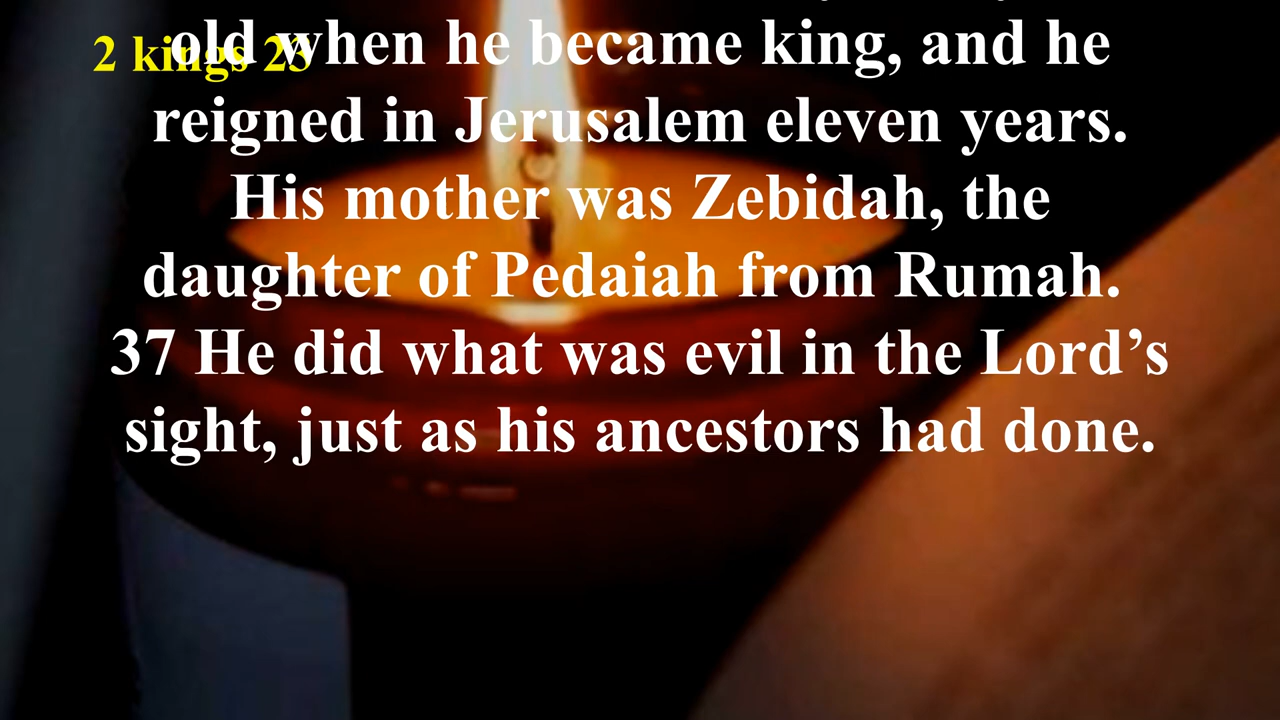 2 kings 23
old when he became king, and he
reigned in Jerusalem eleven years.
His mother was Zebidah, the
daughter of Pedaiah from Rumah.
37 He did what was evil in the Lord’s
sight, just as his ancestors had done.